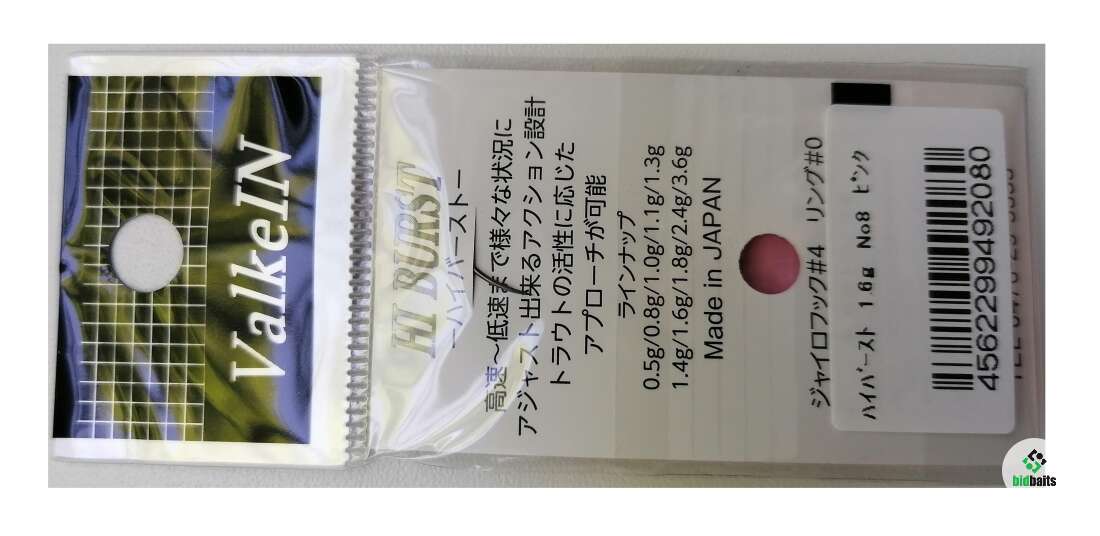 ValkeIN
HI BURST
ーハイバーストー
高速～低速まで様々な状況に
アジャスト出来るアクション設計
トラウトの活性に応じた
アプローチが可能
ラインナップ
0.5g/0.8g/1.0g/1.1g/1.3g
1.4g/1.6g/1.8g/2.4g/3.6g
Made in JAPAN
ジャイロフック#4 リング#0
ﾊｲﾊﾞｰｽﾄ 1.6g No8 ﾋﾟﾝｸ
4562299492080
bidbaits